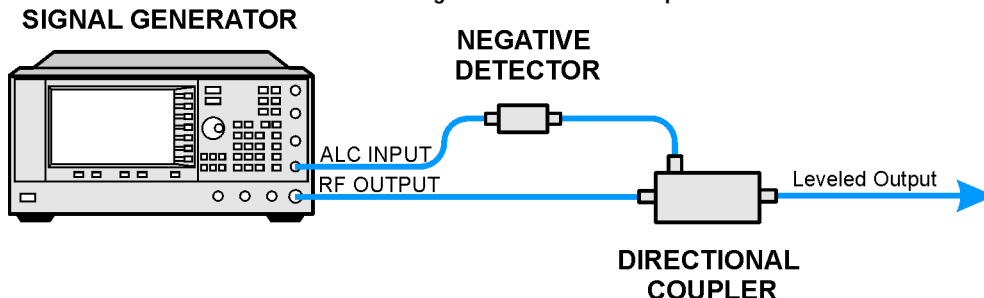 SIGNAL GENERATOR
NEGATIVE
DETECTOR
ALC INPUT
RF OUTPUT
Leveled Output
DIRECTIONAL
COUPLER